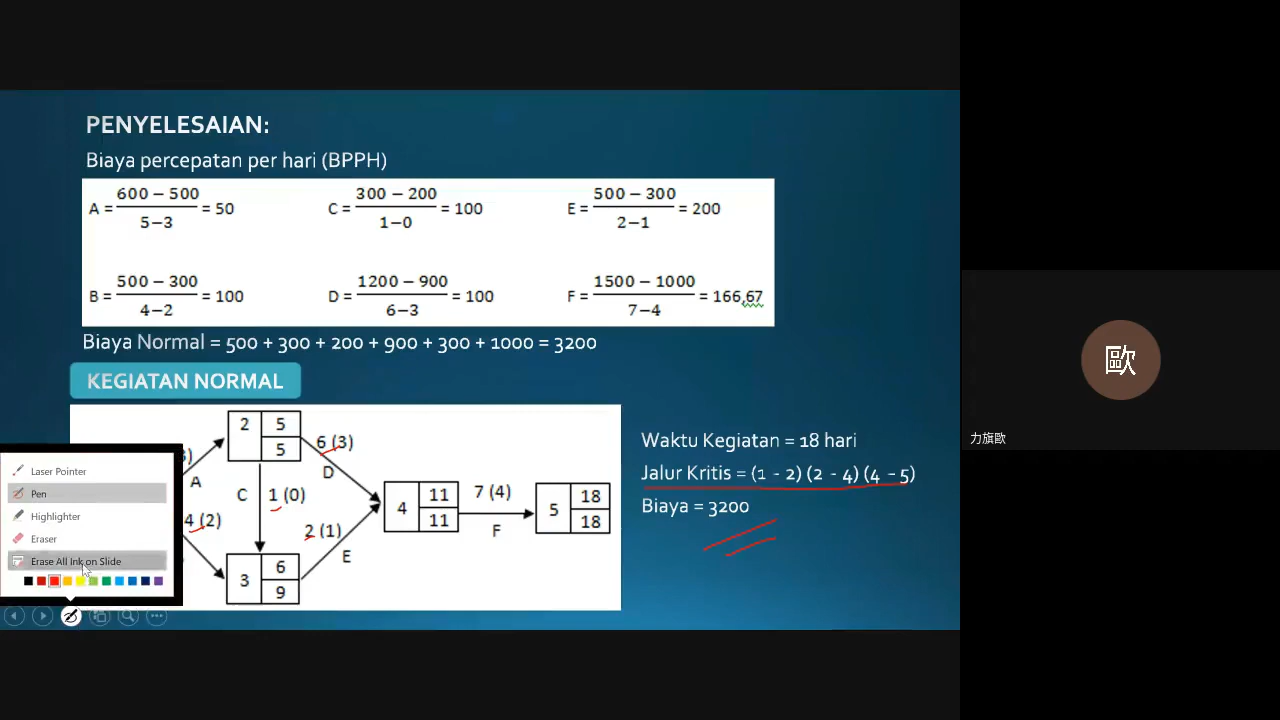 PENYELESAIAN:
Biaya percepatan per hari (BPPH)
A = 600 − 500 / 5−3 = 50
C = 300 − 200 / 1−0 = 100
E = 500 − 300 / 2−1 = 200
B = 500 − 300 / 4−2 = 100
D = 1200 − 900 / 6−3 = 100
F = 1500 − 1000 / 7−4 = 166,67
Biaya Normal = 500 + 300 + 200 + 900 + 300 + 1000 = 3200
KEGIATAN NORMAL
2 5
5
6 (3)
D
3)
A
C 1 (0)
4 (2)
2 (1)
E
4 11
11
7 (4)
F
5 18
18
3 6
9
Waktu Kegiatan = 18 hari
Jalur Kritis = (1 - 2) (2 - 4) (4 - 5)
Biaya = 3200
Laser Pointer
Pen
Highlighter
Eraser
Erase All Ink on Slide
歐
力旗歐